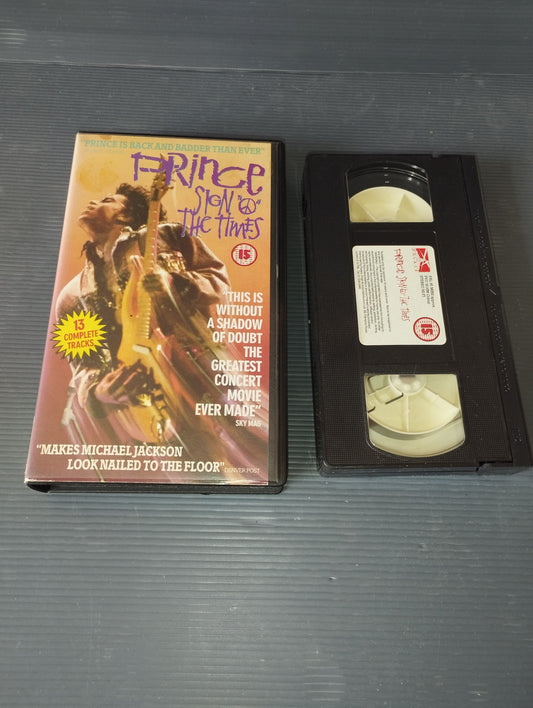 "PRINCE IS BACK AND BADDER THAN EVER"
PRINCE
SIGN "☮"
THE TIMES
15
"THIS IS
WITHOUT
A SHADOW
OF DOUBT
THE
GREATEST
CONCERT
MOVIE
EVER MADE"
SKY MAG
13
COMPLETE
TRACKS
"MAKES MICHAEL JACKSON
LOOK NAILED TO THE FLOOR" DENVER POST
PRINCE SIGN "☮" THE TIMES
15